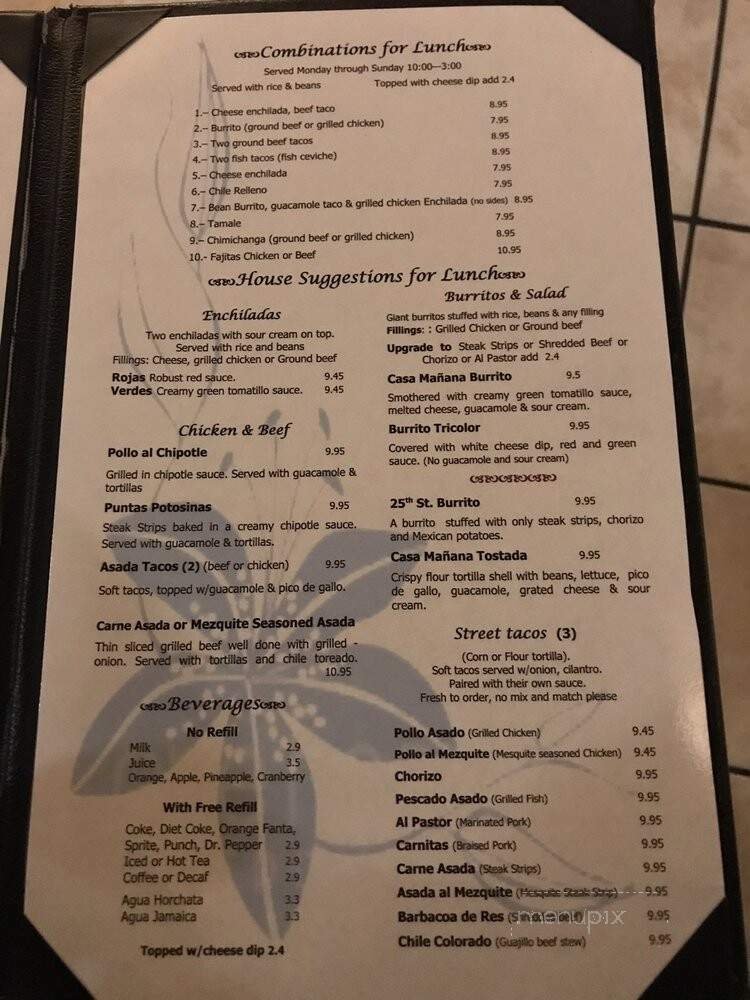 Combinations for Lunch
Served Monday through Sunday 10:00—3:00
Served with rice & beans Topped with cheese dip add 2.4
1.– Cheese enchilada, beef taco 8.95
2.– Burrito (ground beef or grilled chicken) 7.95
3.– Two ground beef tacos 8.95
4.– Two fish tacos (fish ceviche) 8.95
5.– Cheese enchilada 7.95
6.– Chile Relleno 7.95
7.– Bean Burrito, guacamole taco & grilled chicken Enchilada (no sides) 8.95
8.– Tamale 7.95
9.– Chimichanga (ground beef or grilled chicken) 8.95
10.- Fajitas Chicken or Beef 10.95
House Suggestions for Lunch
Enchiladas
Two enchiladas with sour cream on top.
Served with rice and beans
Fillings: Cheese, grilled chicken or Ground beef
Rojas Robust red sauce. 9.45
Verdes Creamy green tomatillo sauce. 9.45
Chicken & Beef
Pollo al Chipotle 9.95
Grilled in chipotle sauce. Served with guacamole &
tortillas
Puntas Potosinas 9.95
Steak Strips baked in a creamy chipotle sauce.
Served with guacamole & tortillas.
Asada Tacos (2) (beef or chicken) 9.95
Soft tacos, topped w/guacamole & pico de gallo.
Carne Asada or Mezquite Seasoned Asada
Thin sliced grilled beef well done with grilled -
onion. Served with tortillas and chile toreado.
10.95
Beverages
No Refill
Milk 2.9
Juice 3.5
Orange, Apple, Pineapple, Cranberry
With Free Refill
Coke, Diet Coke, Orange Fanta,
Sprite, Punch, Dr. Pepper 2.9
Iced or Hot Tea 2.9
Coffee or Decaf 2.9
Agua Horchata 3.3
Agua Jamaica 3.3
Topped w/cheese dip 2.4
Burritos & Salad
Giant burritos stuffed with rice, beans & any filling
Fillings: : Grilled Chicken or Ground beef
Upgrade to Steak Strips or Shredded Beef or
Chorizo or Al Pastor add 2.4
Casa Mañana Burrito 9.5
Smothered with creamy green tomatillo sauce,
melted cheese, guacamole & sour cream.
Burrito Tricolor 9.95
Covered with white cheese dip, red and green
sauce. (No guacamole and sour cream)
25th St. Burrito 9.95
A burrito stuffed with only steak strips, chorizo
and Mexican potatoes.
Casa Mañana Tostada 9.95
Crispy flour tortilla shell with beans, lettuce, pico
de gallo, guacamole, grated cheese & sour
cream.
Street tacos (3)
(Corn or Flour tortilla).
Soft tacos served w/onion, cilantro.
Paired with their own sauce.
Fresh to order, no mix and match please
Pollo Asado (Grilled Chicken) 9.45
Pollo al Mezquite (Mesquite seasoned Chicken) 9.45
Chorizo 9.95
Pescado Asado (Grilled Fish) 9.95
Al Pastor (Marinated Pork) 9.95
Carnitas (Braised Pork) 9.95
Carne Asada (Steak Strips) 9.95
Asada al Mezquite (Mesquite Steak Strip) 9.95
Barbacoa de Res 9.95
Chile Colorado (Guajillo beef stew) 9.95
menupix